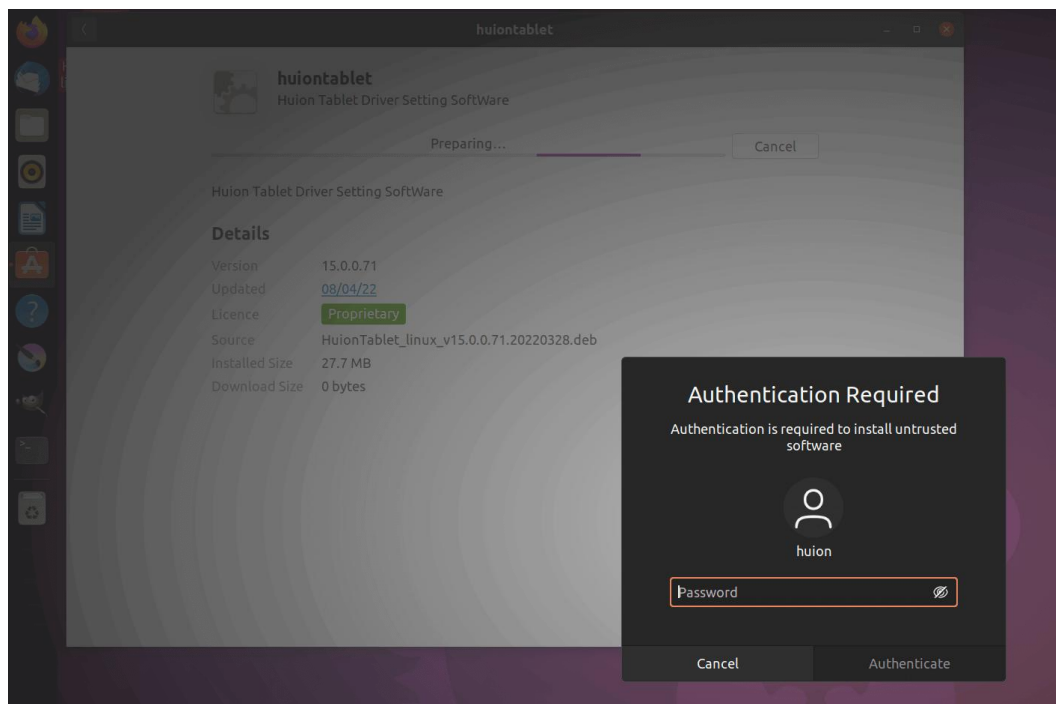 huiontablet
huiontablet
Huion Tablet Driver Setting SoftWare
Preparing...
Cancel
Huion Tablet Driver Setting SoftWare
Details
Version 15.0.0.71
Updated 08/04/22
Licence Proprietary
Source HuionTablet_linux_v15.0.0.71.20220328.deb
Installed Size 27.7 MB
Download Size 0 bytes
Authentication Required
Authentication is required to install untrusted
software
huion
Password
Cancel Authenticate